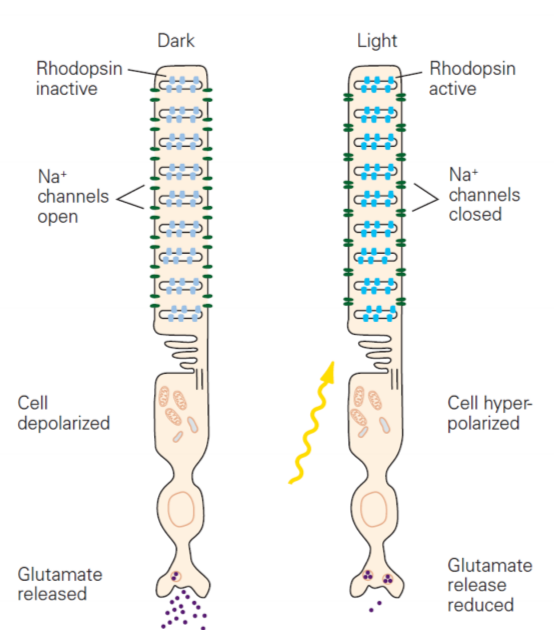 Dark
Light
Rhodopsin
inactive
Rhodopsin
active
Na⁺
channels
open
Na⁺
channels
closed
Cell
depolarized
Cell hyper-
polarized
Glutamate
released
Glutamate
release
reduced